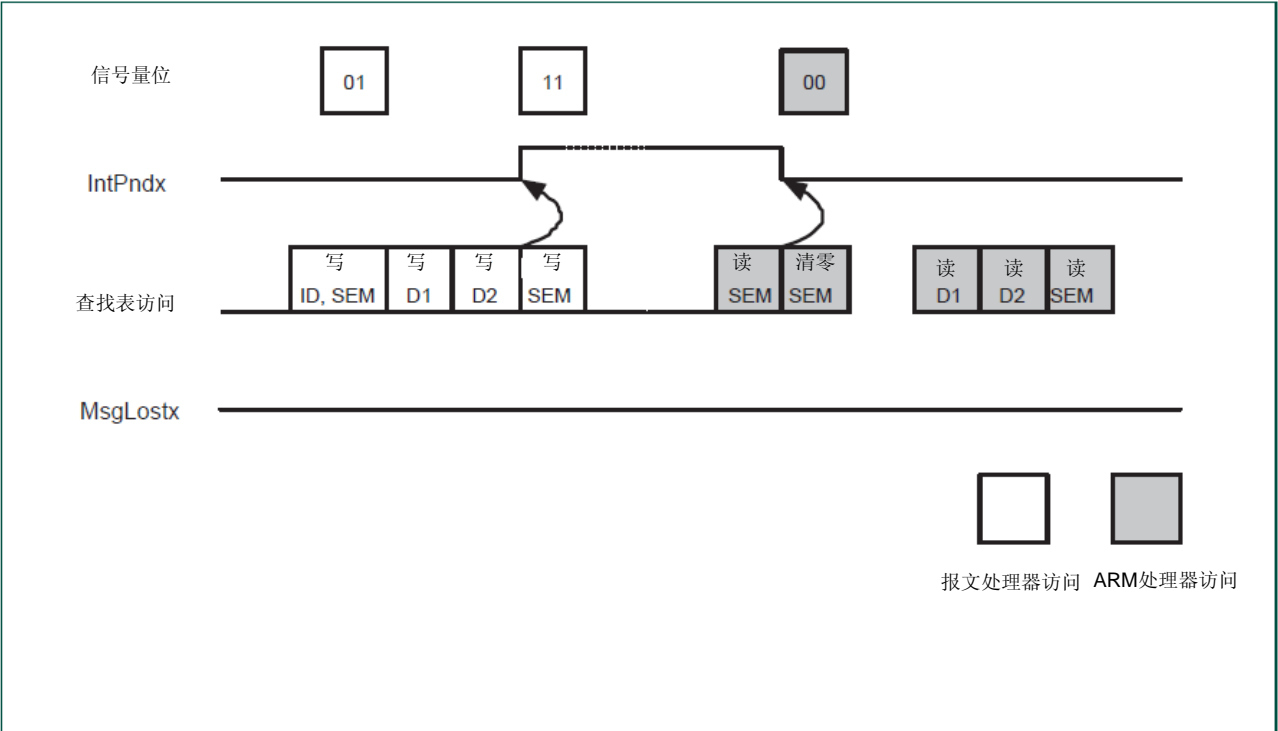 信号量位
01
11
00
IntPndx
查找表访问
写
ID, SEM
写
D1
写
D2
写
SEM
读
SEM
清零
SEM
读
D1
读
D2
读
SEM
MsgLostx
报文处理器访问
ARM处理器访问